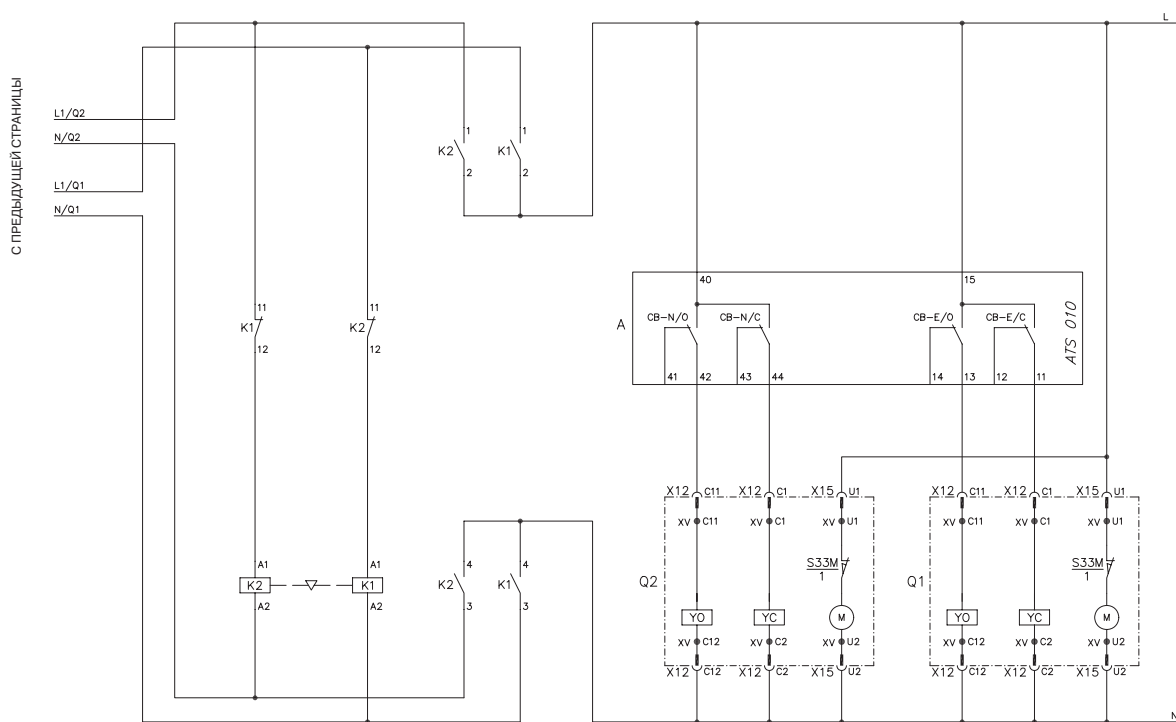 L
С ПРЕДЫДУЩЕЙ СТРАНИЦЫ
L1/Q2
N/Q2
L1/Q1
N/Q1
1 1
K2 K1
2 2
40 15
11 11
K1 K2
12 12
A
CB-N/O CB-N/C CB-E/O CB-E/C
ATS 010
41 42 43 44 14 13 12 11
X12 C11 X12 C1 X15 U1 X12 C11 X12 C1 X15 U1
XV C11 XV C1 XV U1 XV C11 XV C1 XV U1
A1 A1 4 4
K2 K1 K2 K1
A2 A2 3 3
Q2 S33M Q1 S33M
1 1
YO YC M YO YC M
XV C12 XV C2 XV U2 XV C12 XV C2 XV U2
X12 C12 X12 C2 X15 U2 X12 C12 X12 C2 X15 U2
N